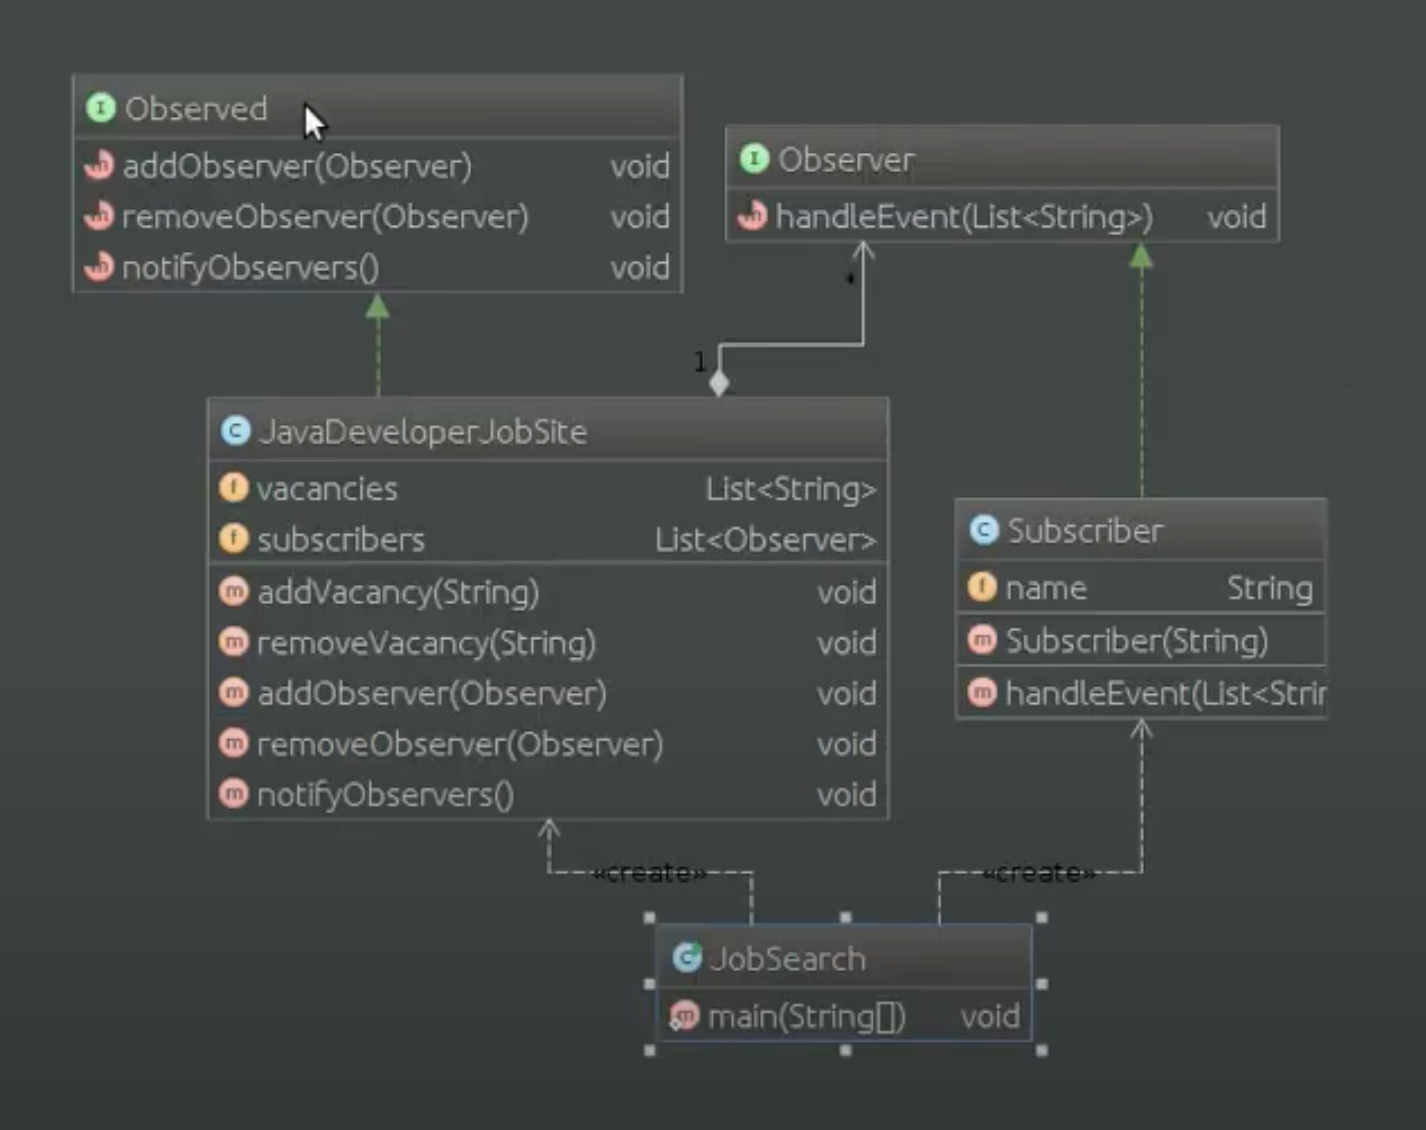 Observed
addObserver(Observer) void
removeObserver(Observer) void
notifyObservers() void
Observer
handleEvent(List<String>) void
*
1
JavaDeveloperJobSite
vacancies List<String>
subscribers List<Observer>
addVacancy(String) void
removeVacancy(String) void
addObserver(Observer) void
removeObserver(Observer) void
notifyObservers() void
Subscriber
name String
Subscriber(String)
handleEvent(List<Strin
«create»
«create»
JobSearch
main(String[]) void